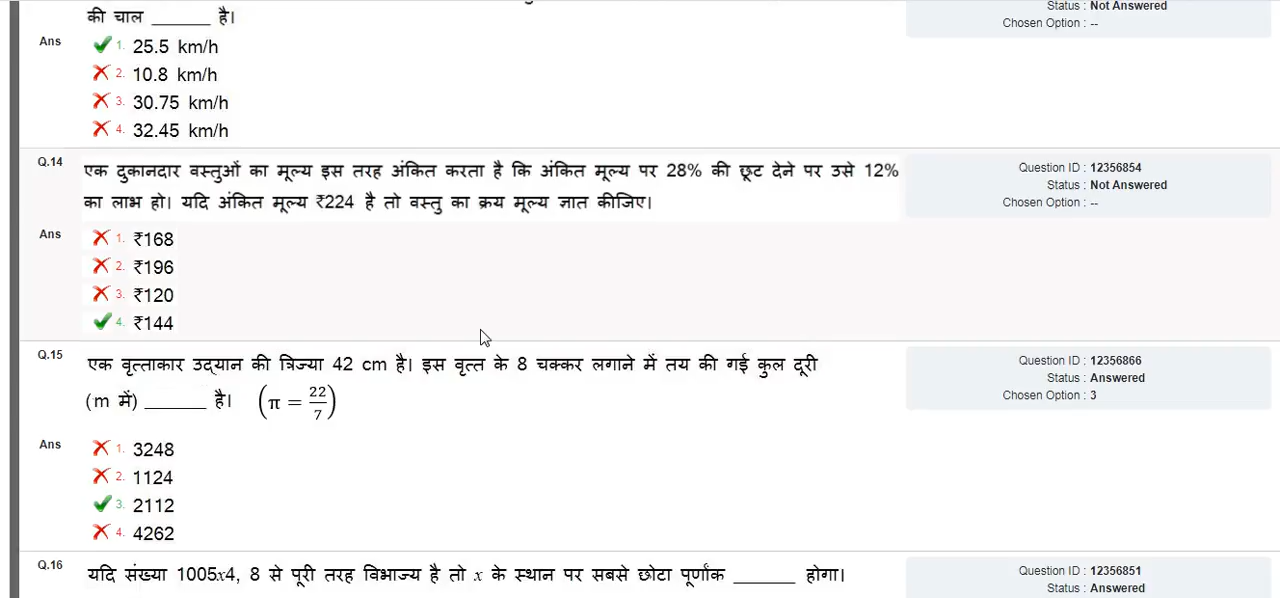 Status : Not Answered
की चाल _______ है।
Chosen Option : --
Ans
1. 25.5 km/h
2. 10.8 km/h
3. 30.75 km/h
4. 32.45 km/h
Q.14 एक दुकानदार वस्तुओं का मूल्य इस तरह अंकित करता है कि अंकित मूल्य पर 28% की छूट देने पर उसे 12%
का लाभ हो। यदि अंकित मूल्य ₹224 है तो वस्तु का क्रय मूल्य ज्ञात कीजिए।
Question ID : 12356854
Status : Not Answered
Chosen Option : --
Ans
1. ₹168
2. ₹196
3. ₹120
4. ₹144
Q.15 एक वृत्ताकार उद्यान की त्रिज्या 42 cm है। इस वृत्त के 8 चक्कर लगाने में तय की गई कुल दूरी
(m में) _______ है। (π = 22/7)
Question ID : 12356866
Status : Answered
Chosen Option : 3
Ans
1. 3248
2. 1124
3. 2112
4. 4262
Q.16 यदि संख्या 1005x4, 8 से पूरी तरह विभाज्य है तो x के स्थान पर सबसे छोटा पूर्णांक _______ होगा।
Question ID : 12356851
Status : Answered